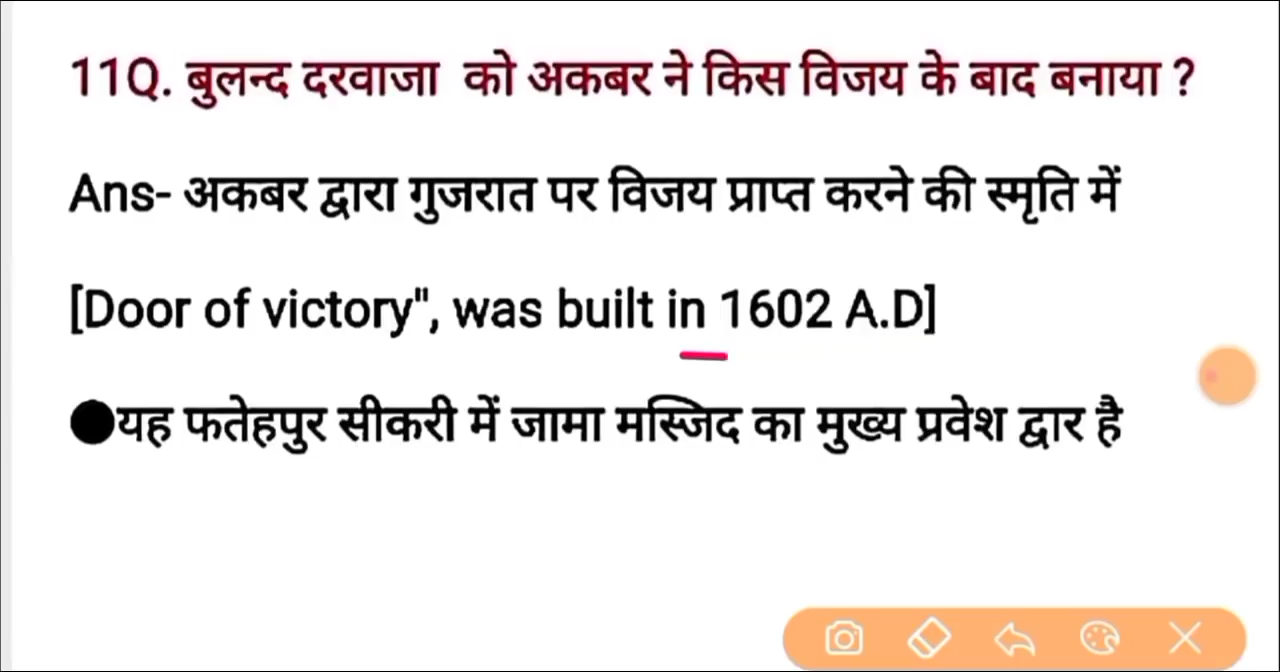 11Q. बुलन्द दरवाजा को अकबर ने किस विजय के बाद बनाया ?
Ans- अकबर द्वारा गुजरात पर विजय प्राप्त करने की स्मृति में
[Door of victory", was built in 1602 A.D]
●यह फतेहपुर सीकरी में जामा मस्जिद का मुख्य प्रवेश द्वार है